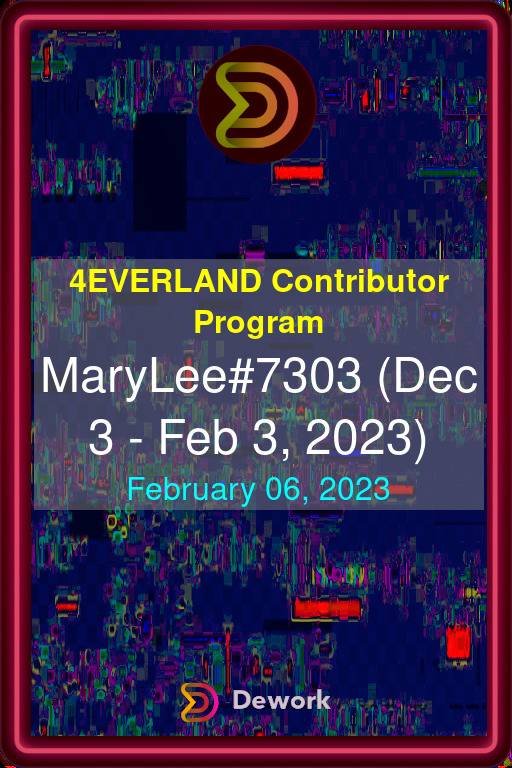 4EVERLAND Contributor
Program
MaryLee#7303 (Dec
3 - Feb 3, 2023)
February 06, 2023
Dework